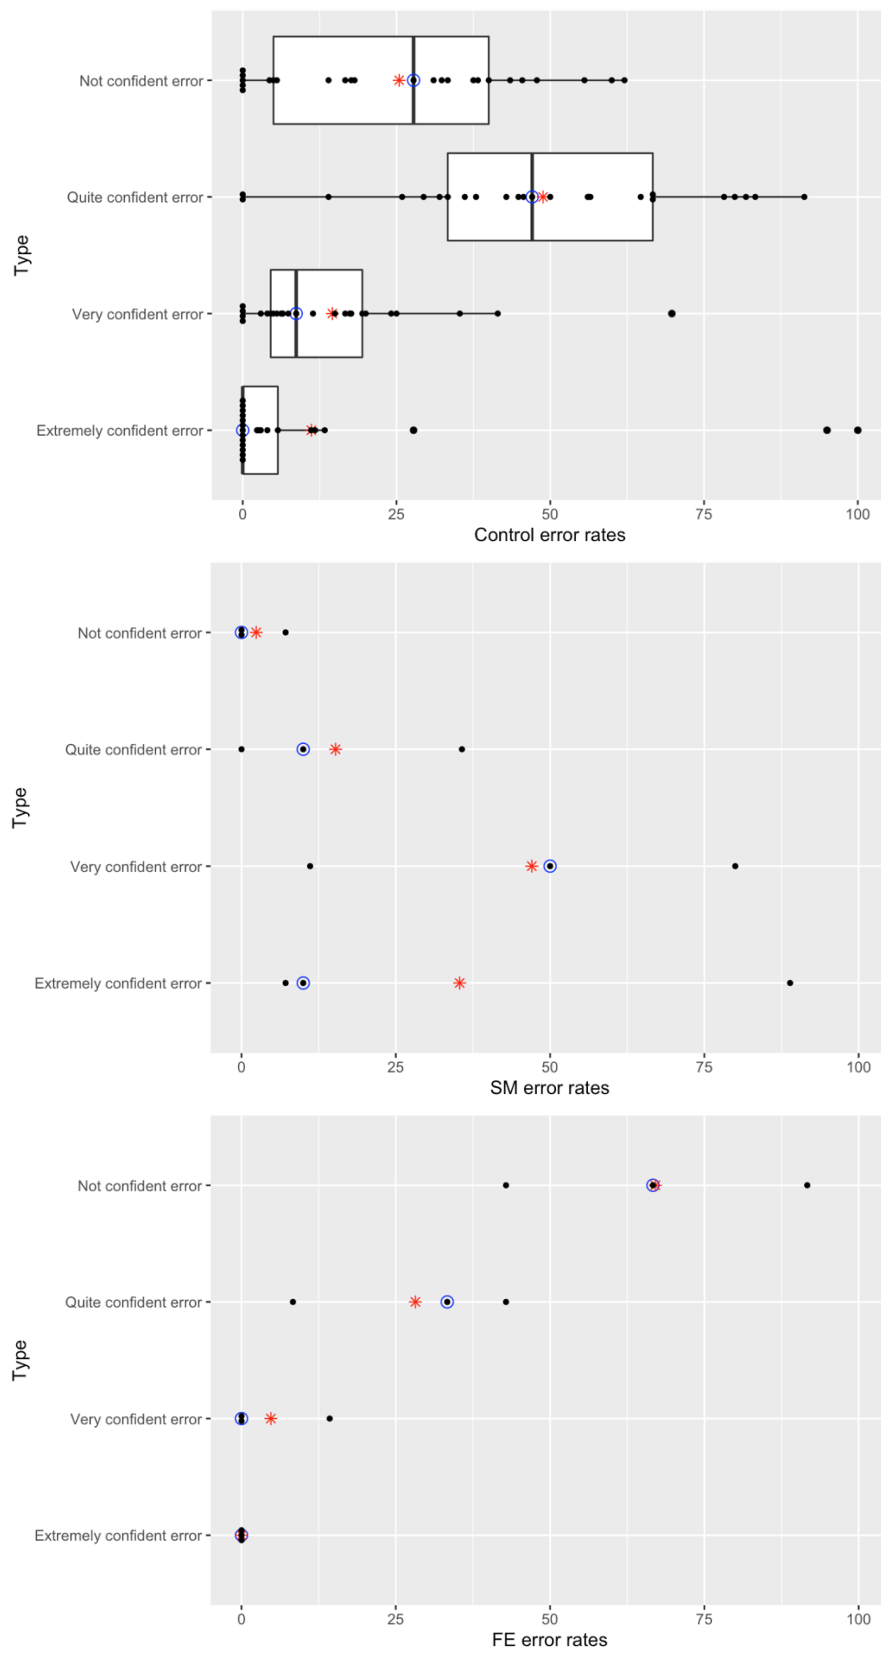 Not confident error
Quite confident error
Very confident error
Extremely confident error
Type
0 25 50 75 100
Control error rates
Not confident error
Quite confident error
Very confident error
Extremely confident error
Type
0 25 50 75 100
SM error rates
Not confident error
Quite confident error
Very confident error
Extremely confident error
Type
0 25 50 75 100
FE error rates